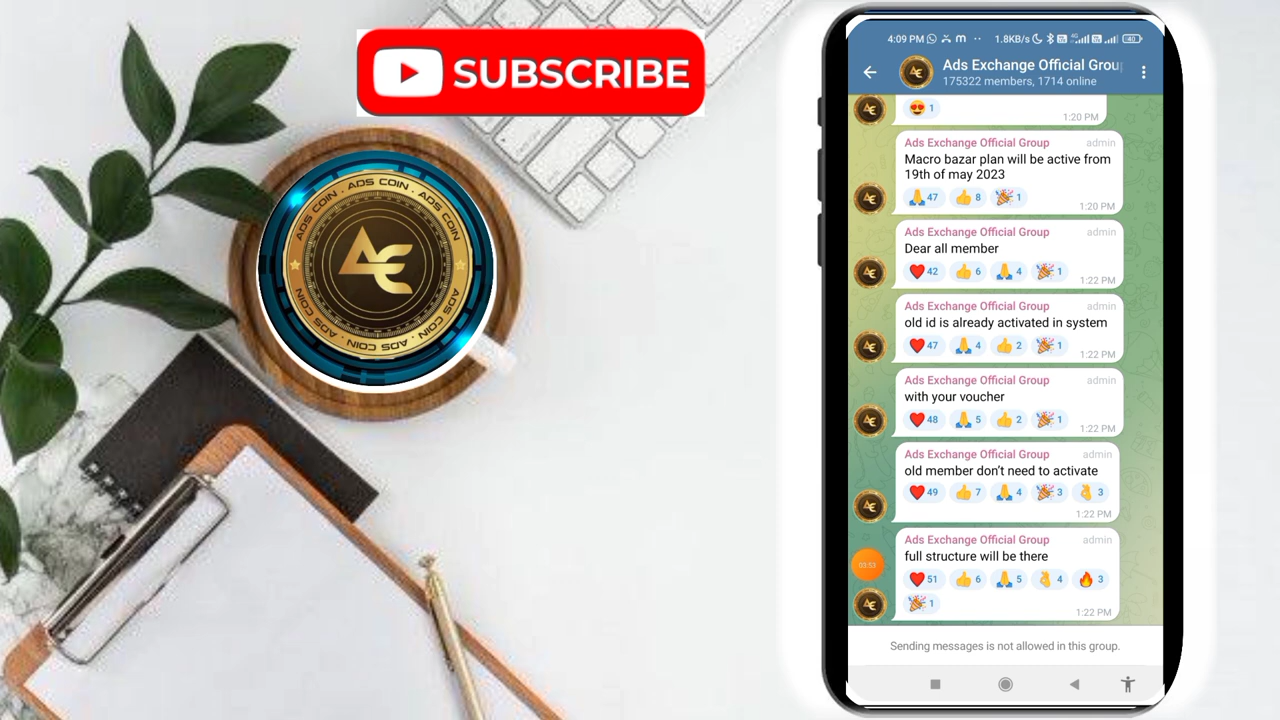 SUBSCRIBE
ADS COIN · ADS COIN · ADS COIN · ADS COIN
ADS COIN · ADS COIN
4:09 PM
1.8KB/s
4G
40
Ads Exchange Official Grou
175322 members, 1714 online
1
1:20 PM
Ads Exchange Official Group admin
Macro bazar plan will be active from
19th of may 2023
47 8 1
1:20 PM
Ads Exchange Official Group admin
Dear all member
42 6 4 1
1:22 PM
Ads Exchange Official Group admin
old id is already activated in system
47 4 2 1
1:22 PM
Ads Exchange Official Group admin
with your voucher
48 5 2 1
1:22 PM
Ads Exchange Official Group admin
old member don't need to activate
49 7 4 3 3
1:22 PM
Ads Exchange Official Group admin
full structure will be there
03:53
51 6 5 4 3
1
1:22 PM
Sending messages is not allowed in this group.